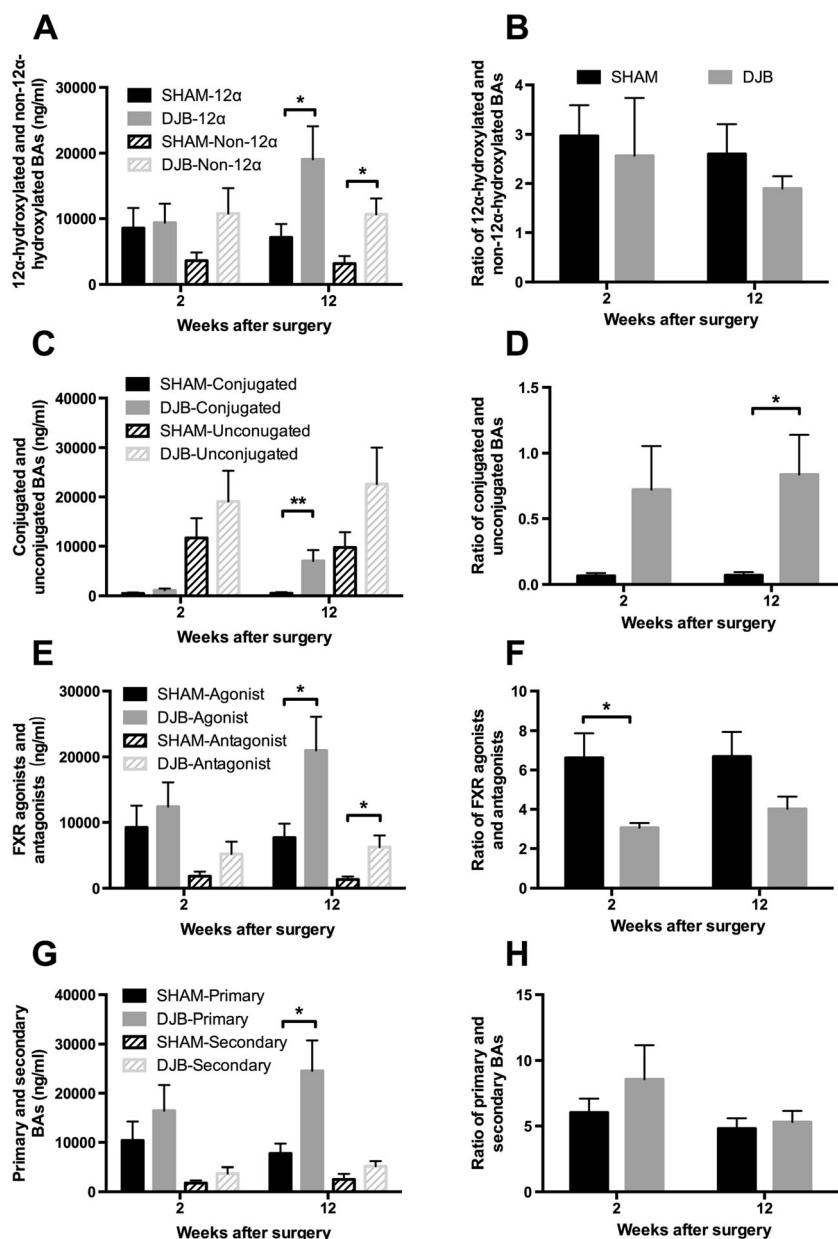 A
12α-hydroxylated and non-12α-
hydroxylated BAs (ng/ml)
30000
20000
10000
0
SHAM-12α
DJB-12α
SHAM-Non-12α
DJB-Non-12α
*
*
2
12
Weeks after surgery
B
Ratio of 12α-hydroxylated and
non-12α-hydroxylated BAs
4
3
2
1
0
SHAM
DJB
2
12
Weeks after surgery
C
Conjugated and
unconjugated BAs (ng/ml)
40000
30000
20000
10000
0
SHAM-Conjugated
DJB-Conjugated
SHAM-Unconugated
DJB-Unconjugated
**
2
12
Weeks after surgery
D
Ratio of conjugated and
unconjugated BAs
1.5
1.0
0.5
0.0
*
2
12
Weeks after surgery
E
FXR agonists and
antagonists (ng/ml)
30000
20000
10000
0
SHAM-Agonist
DJB-Agonist
SHAM-Antagonist
DJB-Antagonist
*
*
2
12
Weeks after surgery
F
Ratio of FXR agonists
and antagonists
10
8
6
4
2
0
*
2
12
Weeks after surgery
G
Primary and secondary
BAs (ng/ml)
40000
30000
20000
10000
0
SHAM-Primary
DJB-Primary
SHAM-Secondary
DJB-Secondary
*
2
12
Weeks after surgery
H
Ratio of primary and
secondary BAs
15
10
5
0
2
12
Weeks after surgery